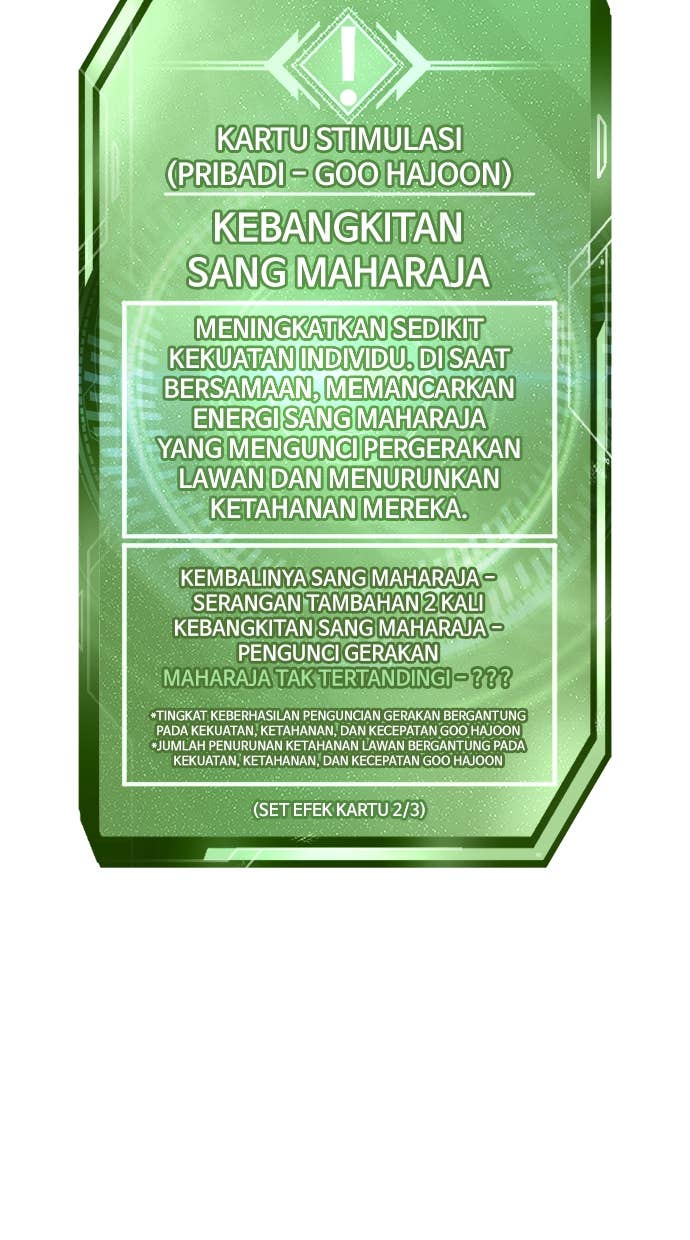 !
KARTU STIMULASI
(PRIBADI - GOO HAJOON)
KEBANGKITAN
SANG MAHARAJA
MENINGKATKAN SEDIKIT
KEKUATAN INDIVIDU. DI SAAT
BERSAMAAN, MEMANCARKAN
ENERGI SANG MAHARAJA
YANG MENGUNCI PERGERAKAN
LAWAN DAN MENURUNKAN
KETAHANAN MEREKA.
KEMBALINYA SANG MAHARAJA -
SERANGAN TAMBAHAN 2 KALI
KEBANGKITAN SANG MAHARAJA -
PENGUNCI GERAKAN
MAHARAJA TAK TERTANDINGI - ???
*TINGKAT KEBERHASILAN PENGUNCIAN GERAKAN BERGANTUNG
PADA KEKUATAN, KETAHANAN, DAN KECEPATAN GOO HAJOON
*JUMLAH PENURUNAN KETAHANAN LAWAN BERGANTUNG PADA
KEKUATAN, KETAHANAN, DAN KECEPATAN GOO HAJOON
(SET EFEK KARTU 2/3)